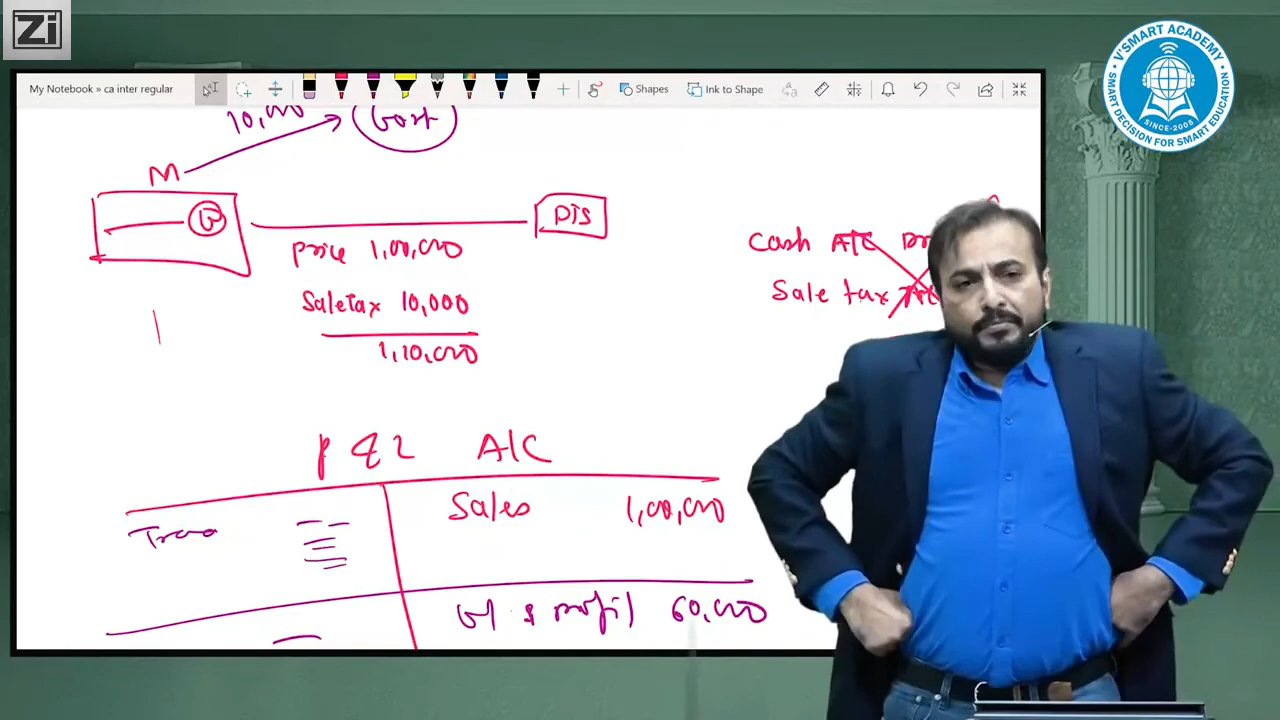 Zi
V'SMART ACADEMY
SINCE-2008
SMART DECISION FOR SMART EDUCATION
My Notebook » ca inter regular
Shapes
Ink to Shape
10,000
Govt
M
DIS
Price 1,00,000
Saletax 10,000
1,10,000
Cash A/C
Sale tax
P & L A/C
Sales 1,00,000
profit 60,000